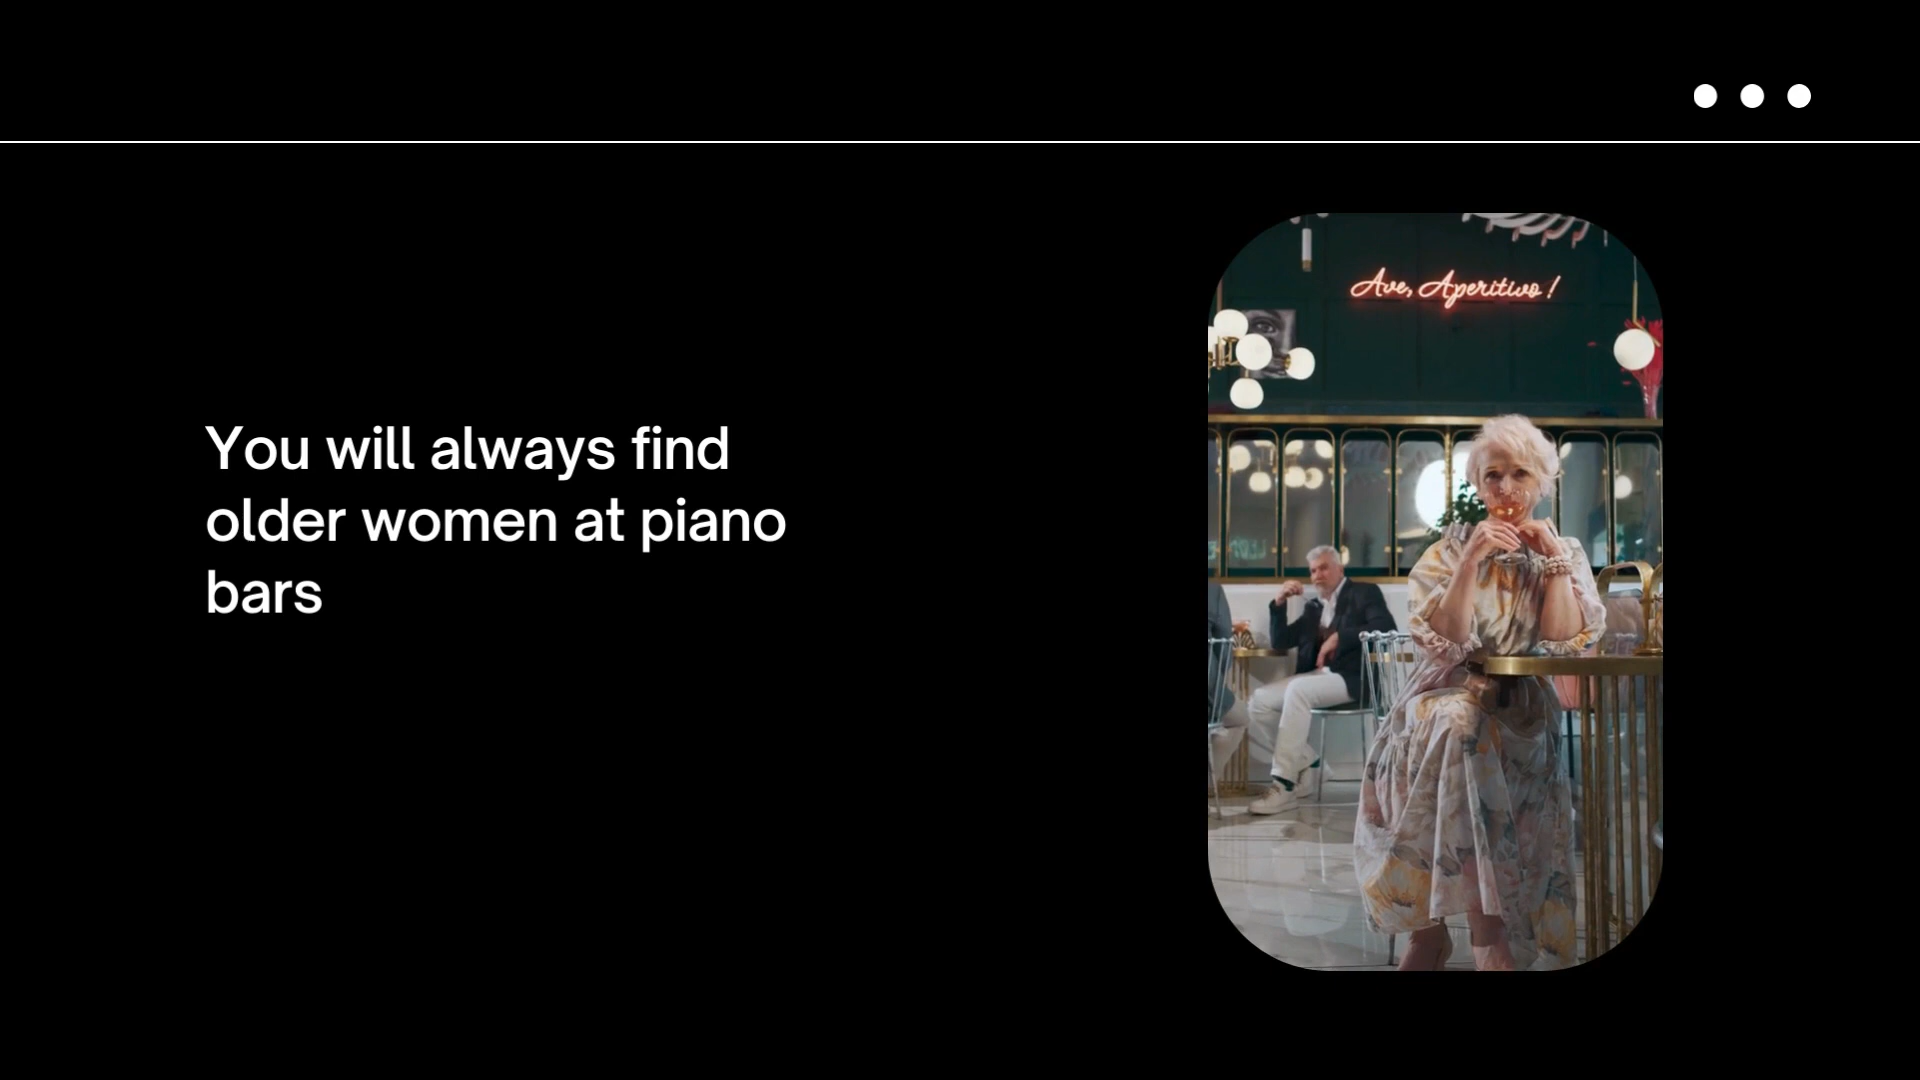 Ave, Aperitivo !
You will always find
older women at piano
bars